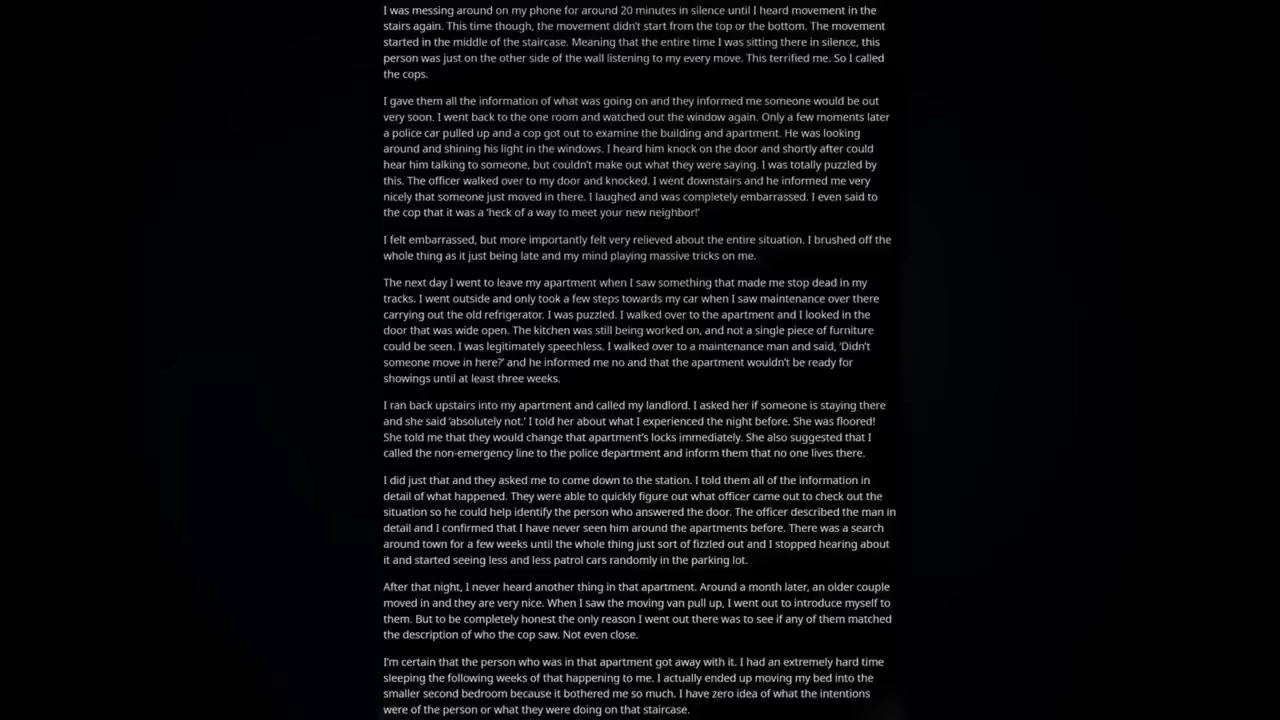 I was messing around on my phone for around 20 minutes in silence until I heard movement in the
stairs again. This time though, the movement didn't start from the top or the bottom. The movement
started in the middle of the staircase. Meaning that the entire time I was sitting there in silence, this
person was just on the other side of the wall listening to my every move. This terrified me. So I called
the cops.
I gave them all the information of what was going on and they informed me someone would be out
very soon. I went back to the one room and watched out the window again. Only a few moments later
a police car pulled up and a cop got out to examine the building and apartment. He was looking
around and shining his light in the windows. I heard him knock on the door and shortly after could
hear him talking to someone, but couldn't make out what they were saying. I was totally puzzled by
this. The officer walked over to my door and knocked. I went downstairs and he informed me very
nicely that someone just moved in there. I laughed and was completely embarrassed. I even said to
the cop that it was a 'heck of a way to meet your new neighbor!'
I felt embarrassed, but more importantly felt very relieved about the entire situation. I brushed off the
whole thing as it just being late and my mind playing massive tricks on me.
The next day I went to leave my apartment when I saw something that made me stop dead in my
tracks. I went outside and only took a few steps towards my car when I saw maintenance over there
carrying out the old refrigerator. I was puzzled. I walked over to the apartment and I looked in the
door that was wide open. The kitchen was still being worked on, and not a single piece of furniture
could be seen. I was legitimately speechless. I walked over to a maintenance man and said, 'Didn't
someone move in here?' and he informed me no and that the apartment wouldn't be ready for
showings until at least three weeks.
I ran back upstairs into my apartment and called my landlord. I asked her if someone is staying there
and she said 'absolutely not.' I told her about what I experienced the night before. She was floored!
She told me that they would change that apartment's locks immediately. She also suggested that I
called the non-emergency line to the police department and inform them that no one lives there.
I did just that and they asked me to come down to the station. I told them all of the information in
detail of what happened. They were able to quickly figure out what officer came out to check out the
situation so he could help identify the person who answered the door. The officer described the man in
detail and I confirmed that I have never seen him around the apartments before. There was a search
around town for a few weeks until the whole thing just sort of fizzled out and I stopped hearing about
it and started seeing less and less patrol cars randomly in the parking lot.
After that night, I never heard another thing in that apartment. Around a month later, an older couple
moved in and they are very nice. When I saw the moving van pull up, I went out to introduce myself to
them. But to be completely honest the only reason I went out there was to see if any of them matched
the description of who the cop saw. Not even close.
I'm certain that the person who was in that apartment got away with it. I had an extremely hard time
sleeping the following weeks of that happening to me. I actually ended up moving my bed into the
smaller second bedroom because it bothered me so much. I have zero idea of what the intentions
were of the person or what they were doing on that staircase.